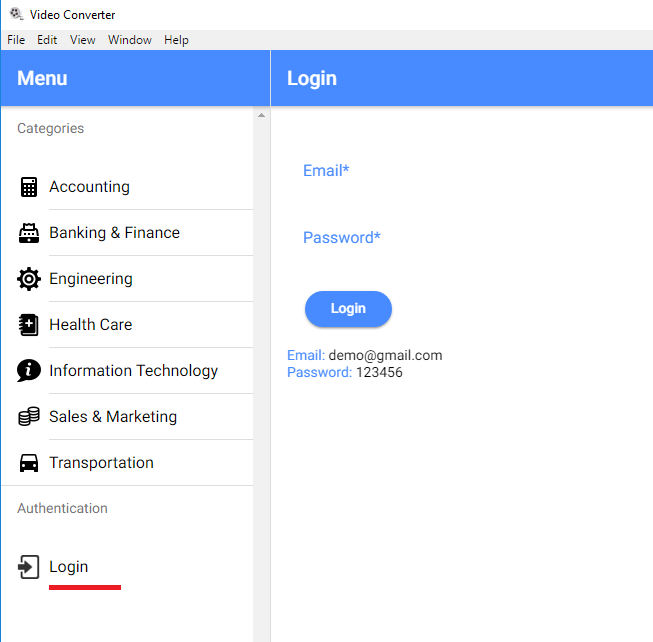 Video Converter
File Edit View Window Help
Menu
Login
Categories
Accounting
Banking & Finance
Engineering
Health Care
Information Technology
Sales & Marketing
Transportation
Authentication
Login
Email*
Password*
Login
Email: demo@gmail.com
Password: 123456